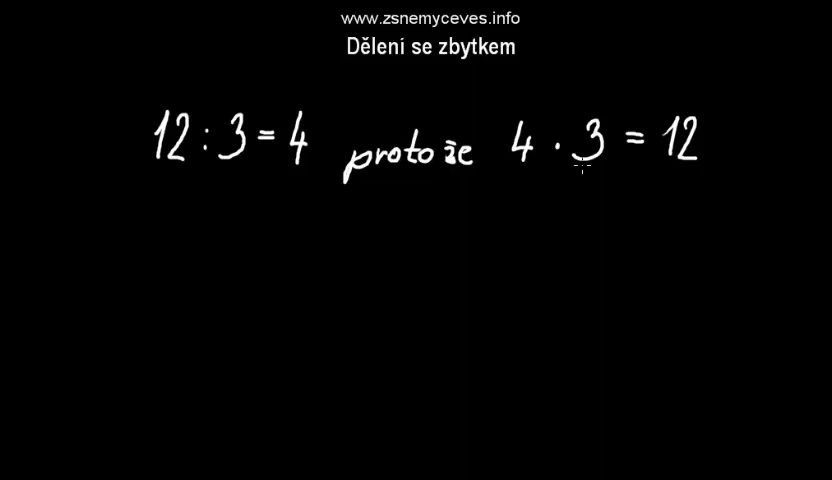 www.zsnemyceves.info
Dělení se zbytkem
12 : 3 = 4 protože 4 · 3 = 12